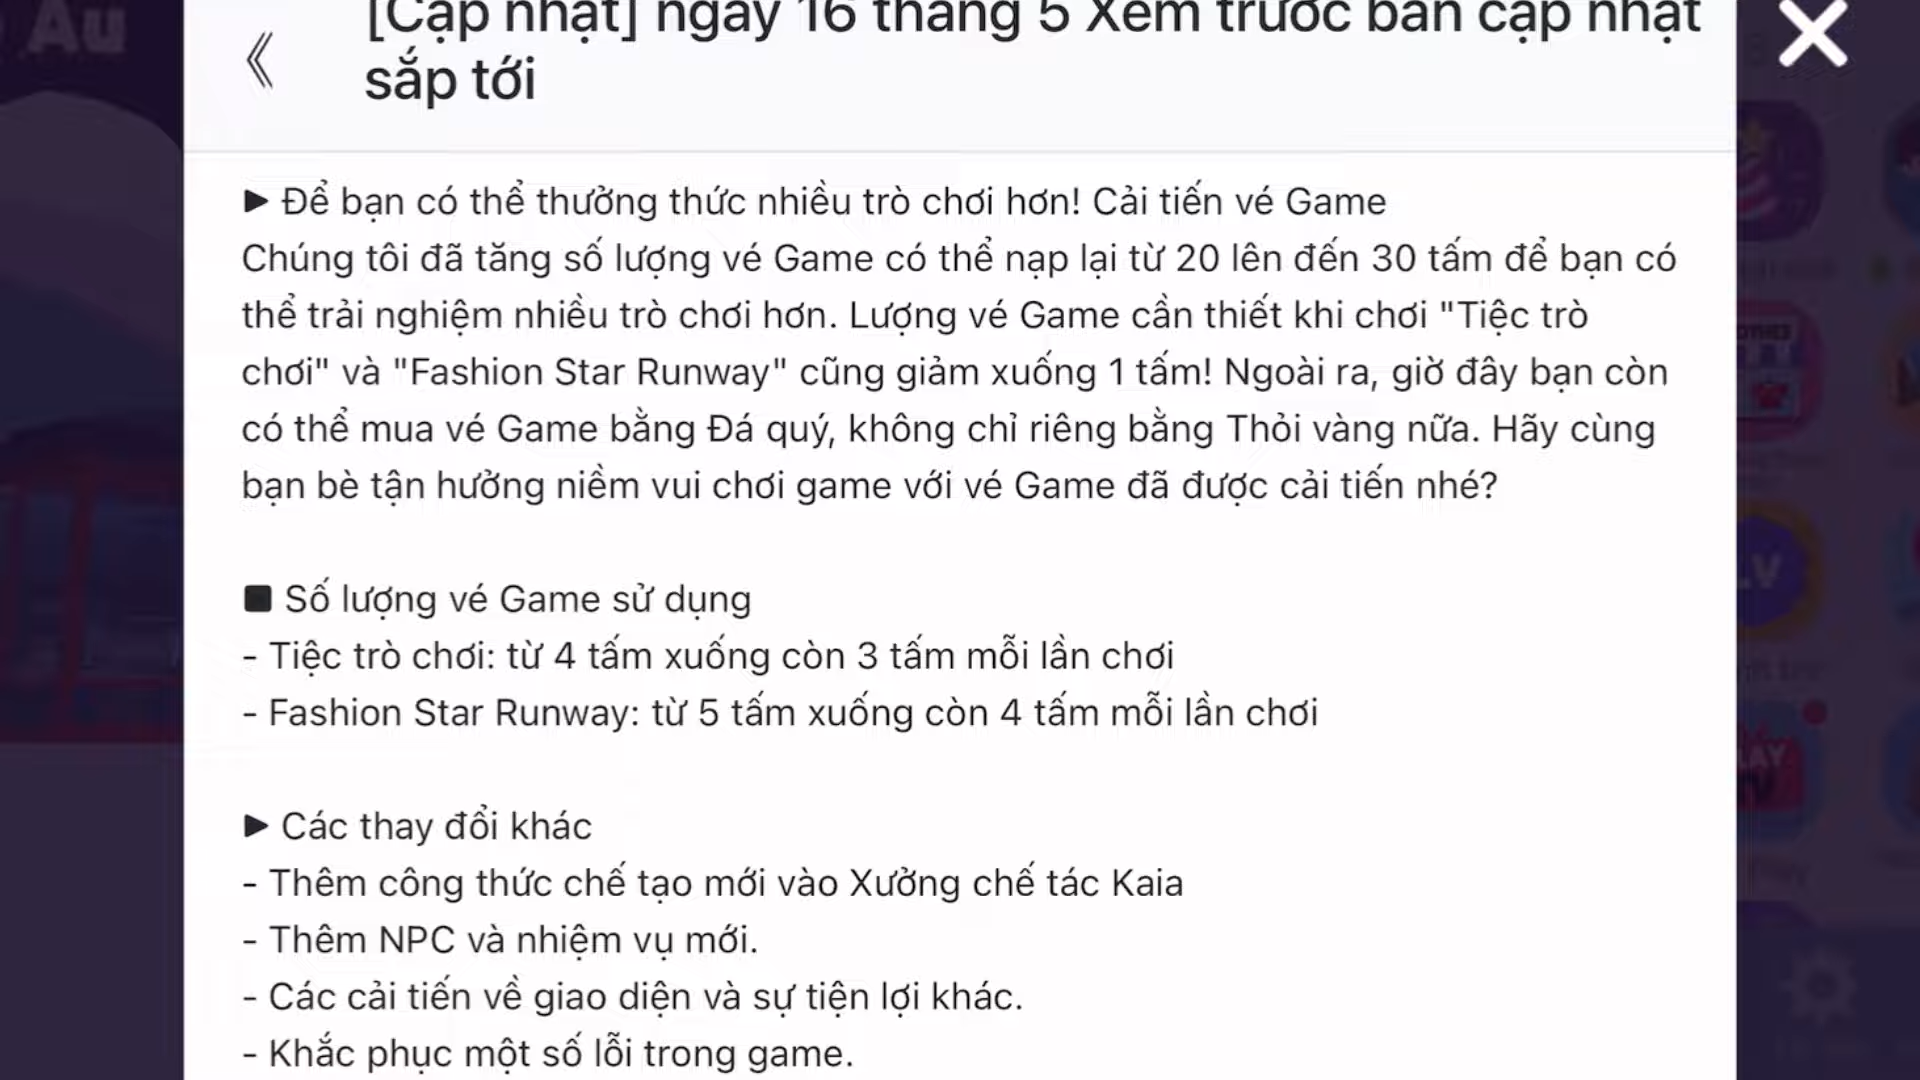 Au
[Cập nhật] ngày 16 tháng 5 Xem trước bản cập nhật
sắp tới
► Để bạn có thể thưởng thức nhiều trò chơi hơn! Cải tiến vé Game
Chúng tôi đã tăng số lượng vé Game có thể nạp lại từ 20 lên đến 30 tấm để bạn có
thể trải nghiệm nhiều trò chơi hơn. Lượng vé Game cần thiết khi chơi "Tiệc trò
chơi" và "Fashion Star Runway" cũng giảm xuống 1 tấm! Ngoài ra, giờ đây bạn còn
có thể mua vé Game bằng Đá quý, không chỉ riêng bằng Thỏi vàng nữa. Hãy cùng
bạn bè tận hưởng niềm vui chơi game với vé Game đã được cải tiến nhé?
■ Số lượng vé Game sử dụng
- Tiệc trò chơi: từ 4 tấm xuống còn 3 tấm mỗi lần chơi
- Fashion Star Runway: từ 5 tấm xuống còn 4 tấm mỗi lần chơi
► Các thay đổi khác
- Thêm công thức chế tạo mới vào Xưởng chế tác Kaia
- Thêm NPC và nhiệm vụ mới.
- Các cải tiến về giao diện và sự tiện lợi khác.
- Khắc phục một số lỗi trong game.